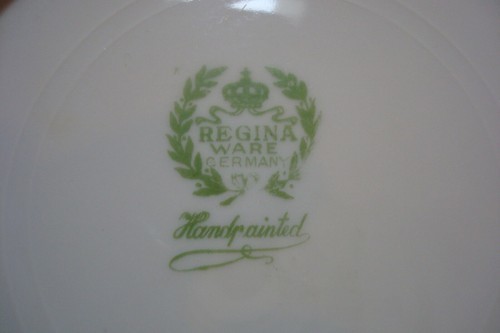 REGINA
WARE
GERMANY
Handpainted